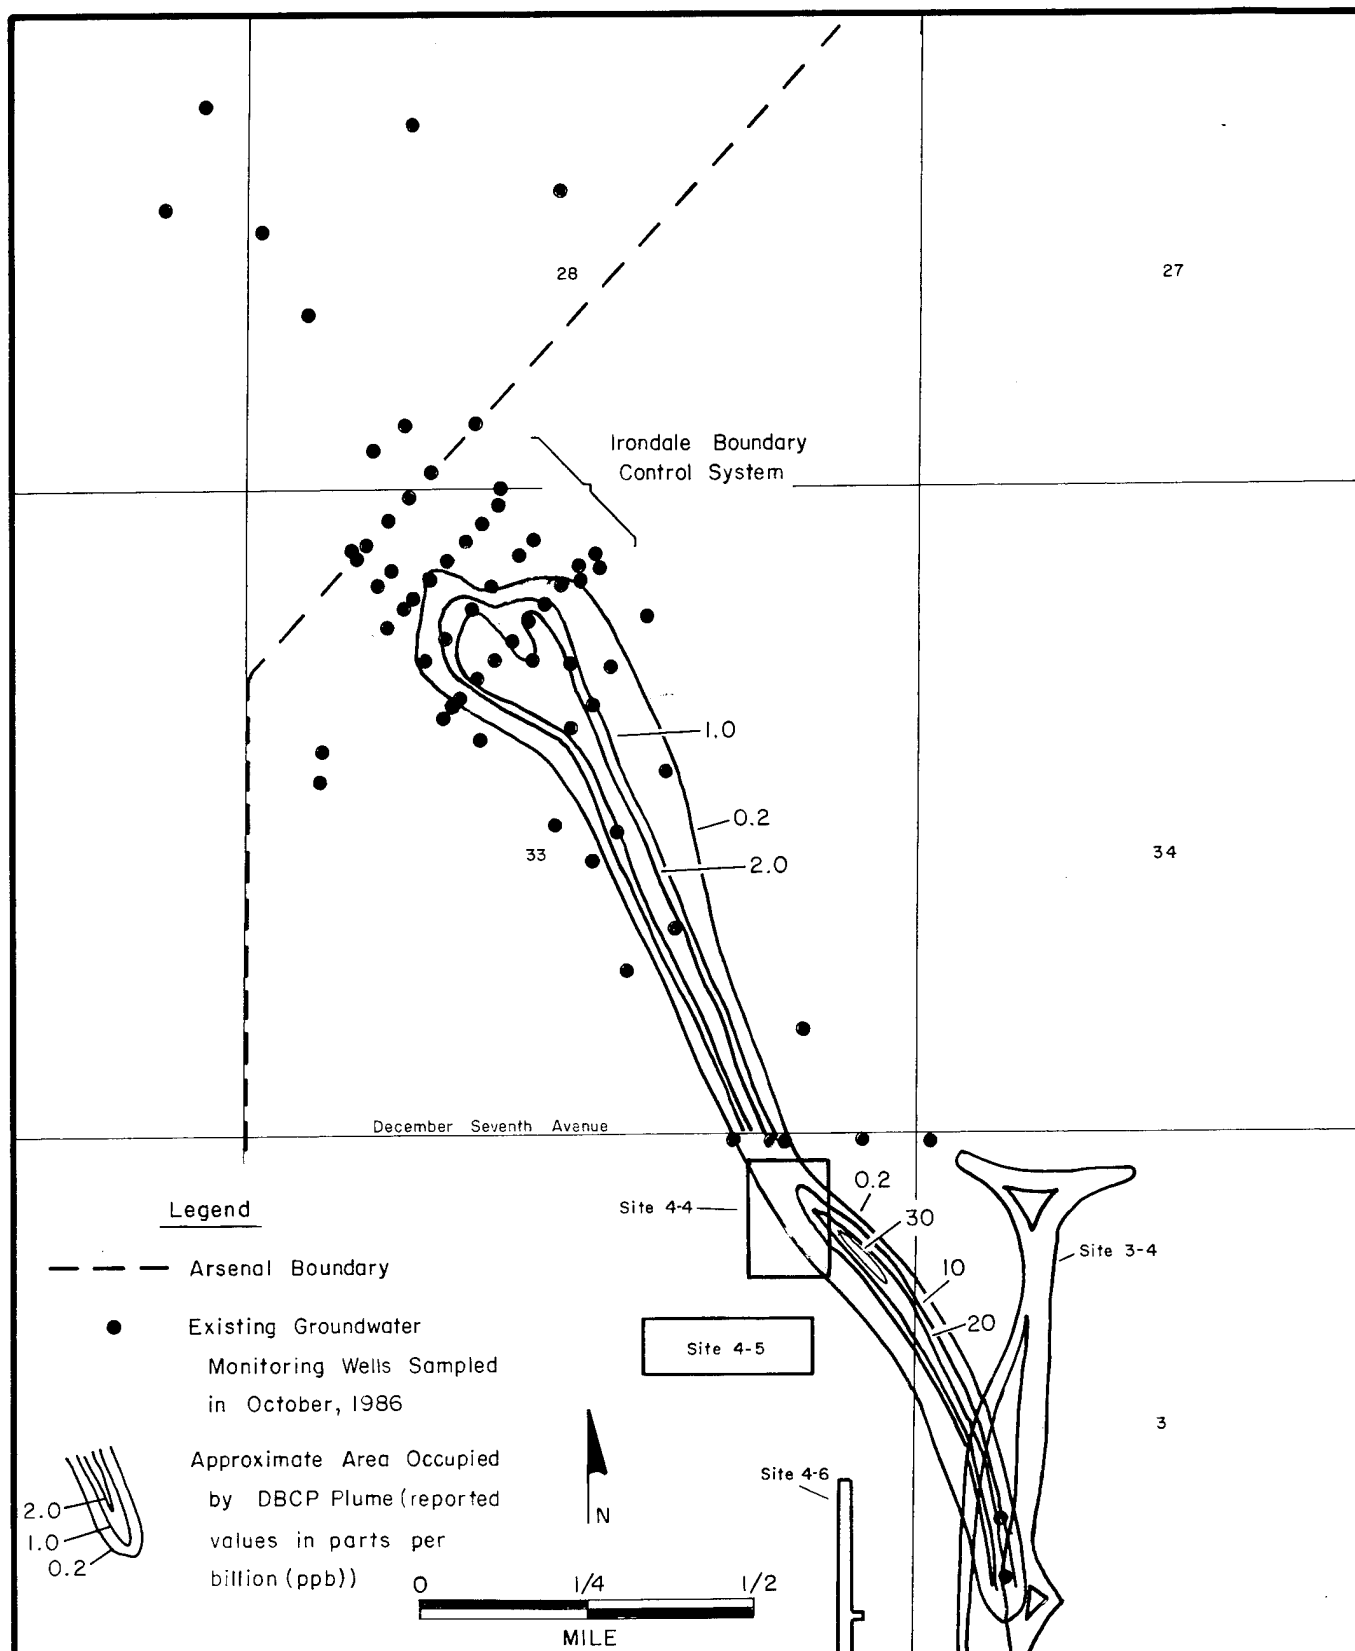 28
27
Irondale Boundary
Control System
1.0
0.2
2.0
33
34
December Seventh Avenue
Legend
Site 4-4
0.2
30
Site 3-4
Arsenal Boundary
10
20
Existing Groundwater
Monitoring Wells Sampled
in October, 1986
Site 4-5
3
Approximate Area Occupied
by DBCP Plume (reported
values in parts per
billion (ppb))
2.0
1.0
0.2
Site 4-6
N
0 1/4 1/2
MILE